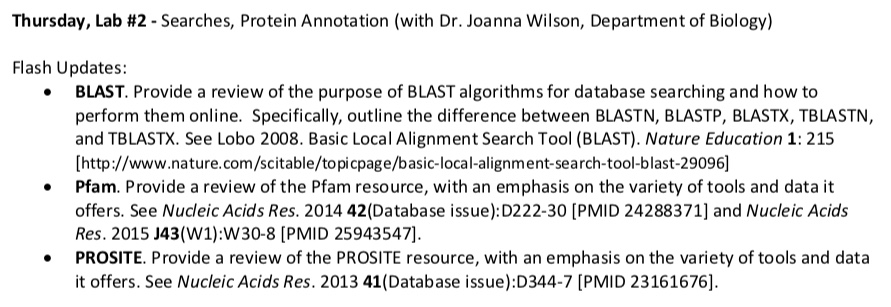 Thursday, Lab #2 - Searches, Protein Annotation (with Dr. Joanna Wilson, Department of Biology)
Flash Updates:
• BLAST. Provide a review of the purpose of BLAST algorithms for database searching and how to
perform them online.  Specifically, outline the difference between BLASTN, BLASTP, BLASTX, TBLASTN,
and TBLASTX. See Lobo 2008. Basic Local Alignment Search Tool (BLAST). Nature Education 1: 215
[http://www.nature.com/scitable/topicpage/basic-local-alignment-search-tool-blast-29096]
• Pfam. Provide a review of the Pfam resource, with an emphasis on the variety of tools and data it
offers. See Nucleic Acids Res. 2014 42(Database issue):D222-30 [PMID 24288371] and Nucleic Acids
Res. 2015 J43(W1):W30-8 [PMID 25943547].
• PROSITE. Provide a review of the PROSITE resource, with an emphasis on the variety of tools and data
it offers. See Nucleic Acids Res. 2013 41(Database issue):D344-7 [PMID 23161676].